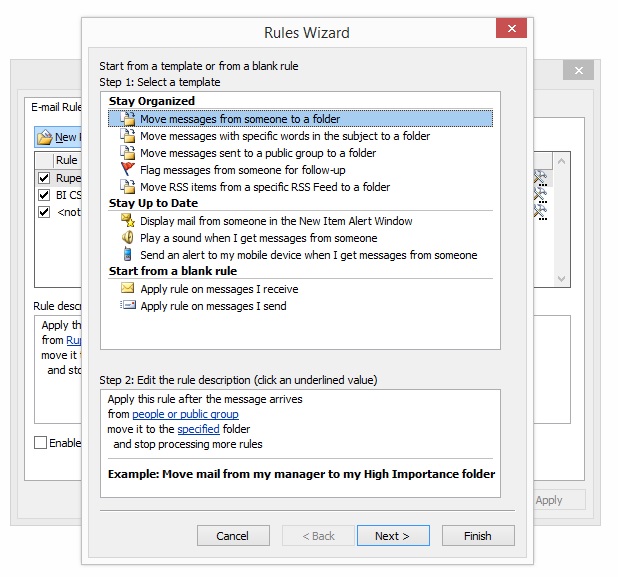 Rules Wizard
Start from a template or from a blank rule
Step 1: Select a template
Stay Organized
Move messages from someone to a folder
Move messages with specific words in the subject to a folder
Move messages sent to a public group to a folder
Flag messages from someone for follow-up
Move RSS items from a specific RSS Feed to a folder
Stay Up to Date
Display mail from someone in the New Item Alert Window
Play a sound when I get messages from someone
Send an alert to my mobile device when I get messages from someone
Start from a blank rule
Apply rule on messages I receive
Apply rule on messages I send
Step 2: Edit the rule description (click an underlined value)
Apply this rule after the message arrives
from people or public group
move it to the specified folder
and stop processing more rules
Example: Move mail from my manager to my High Importance folder
Cancel
< Back
Next >
Finish
E-mail Rule
New
Rule
Rupe
BI CS
<not
Rule desc
Apply th
from Rup
move it t
and sto
Enable
Apply